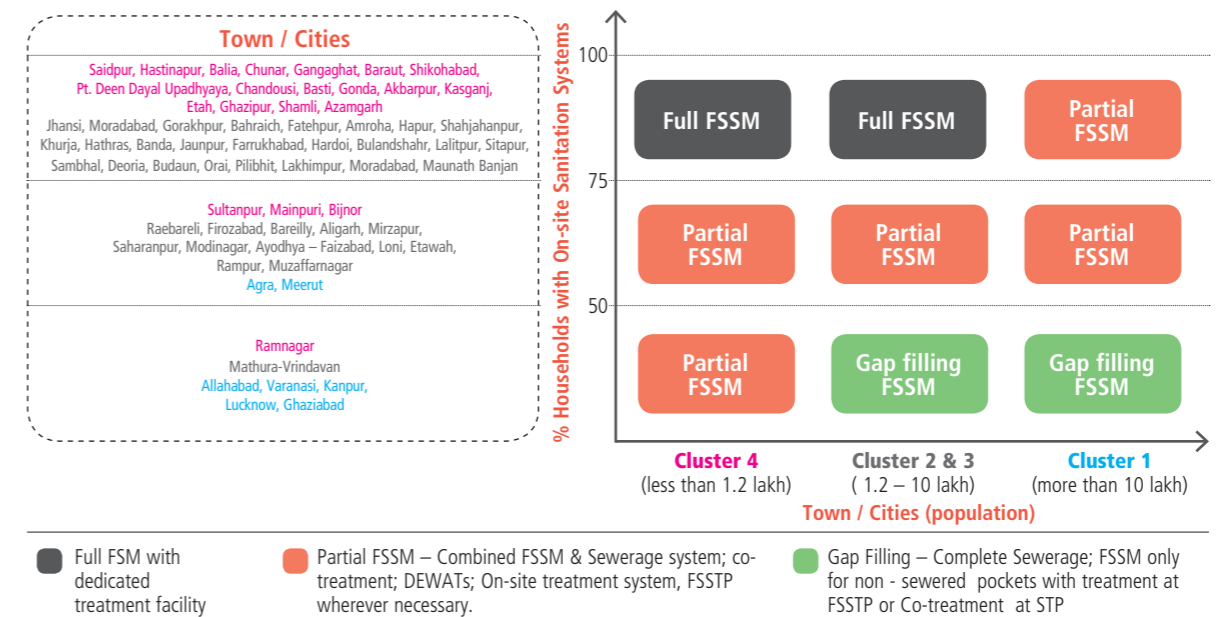 Town / Cities
Saidpur, Hastinapur, Balia, Chunar, Gangaghat, Baraut, Shikohabad,
Pt. Deen Dayal Upadhyaya, Chandousi, Basti, Gonda, Akbarpur, Kasganj,
Etah, Ghazipur, Shamli, Azamgarh
Jhansi, Moradabad, Gorakhpur, Bahraich, Fatehpur, Amroha, Hapur, Shahjahanpur,
Khurja, Hathras, Banda, Jaunpur, Farrukhabad, Hardoi, Bulandshahr, Lalitpur, Sitapur,
Sambhal, Deoria, Budaun, Orai, Pilibhit, Lakhimpur, Moradabad, Maunath Banjan
Sultanpur, Mainpuri, Bijnor
Raebareli, Firozabad, Bareilly, Aligarh, Mirzapur,
Saharanpur, Modinagar, Ayodhya – Faizabad, Loni, Etawah,
Rampur, Muzaffarnagar
Agra, Meerut
Ramnagar
Mathura-Vrindavan
Allahabad, Varanasi, Kanpur,
Lucknow, Ghaziabad
% Households with On-site Sanitation Systems
100
75
50
Full FSSM
Full FSSM
Partial
FSSM
Partial
FSSM
Partial
FSSM
Partial
FSSM
Partial
FSSM
Gap filling
FSSM
Gap filling
FSSM
Cluster 4
(less than 1.2 lakh)
Cluster 2 & 3
( 1.2 – 10 lakh)
Cluster 1
(more than 10 lakh)
Town / Cities (population)
Full FSM with
dedicated
treatment facility
Partial FSSM – Combined FSSM & Sewerage system; co-
treatment; DEWATs; On-site treatment system, FSSTP
wherever necessary.
Gap Filling – Complete Sewerage; FSSM only
for non - sewered pockets with treatment at
FSSTP or Co-treatment at STP